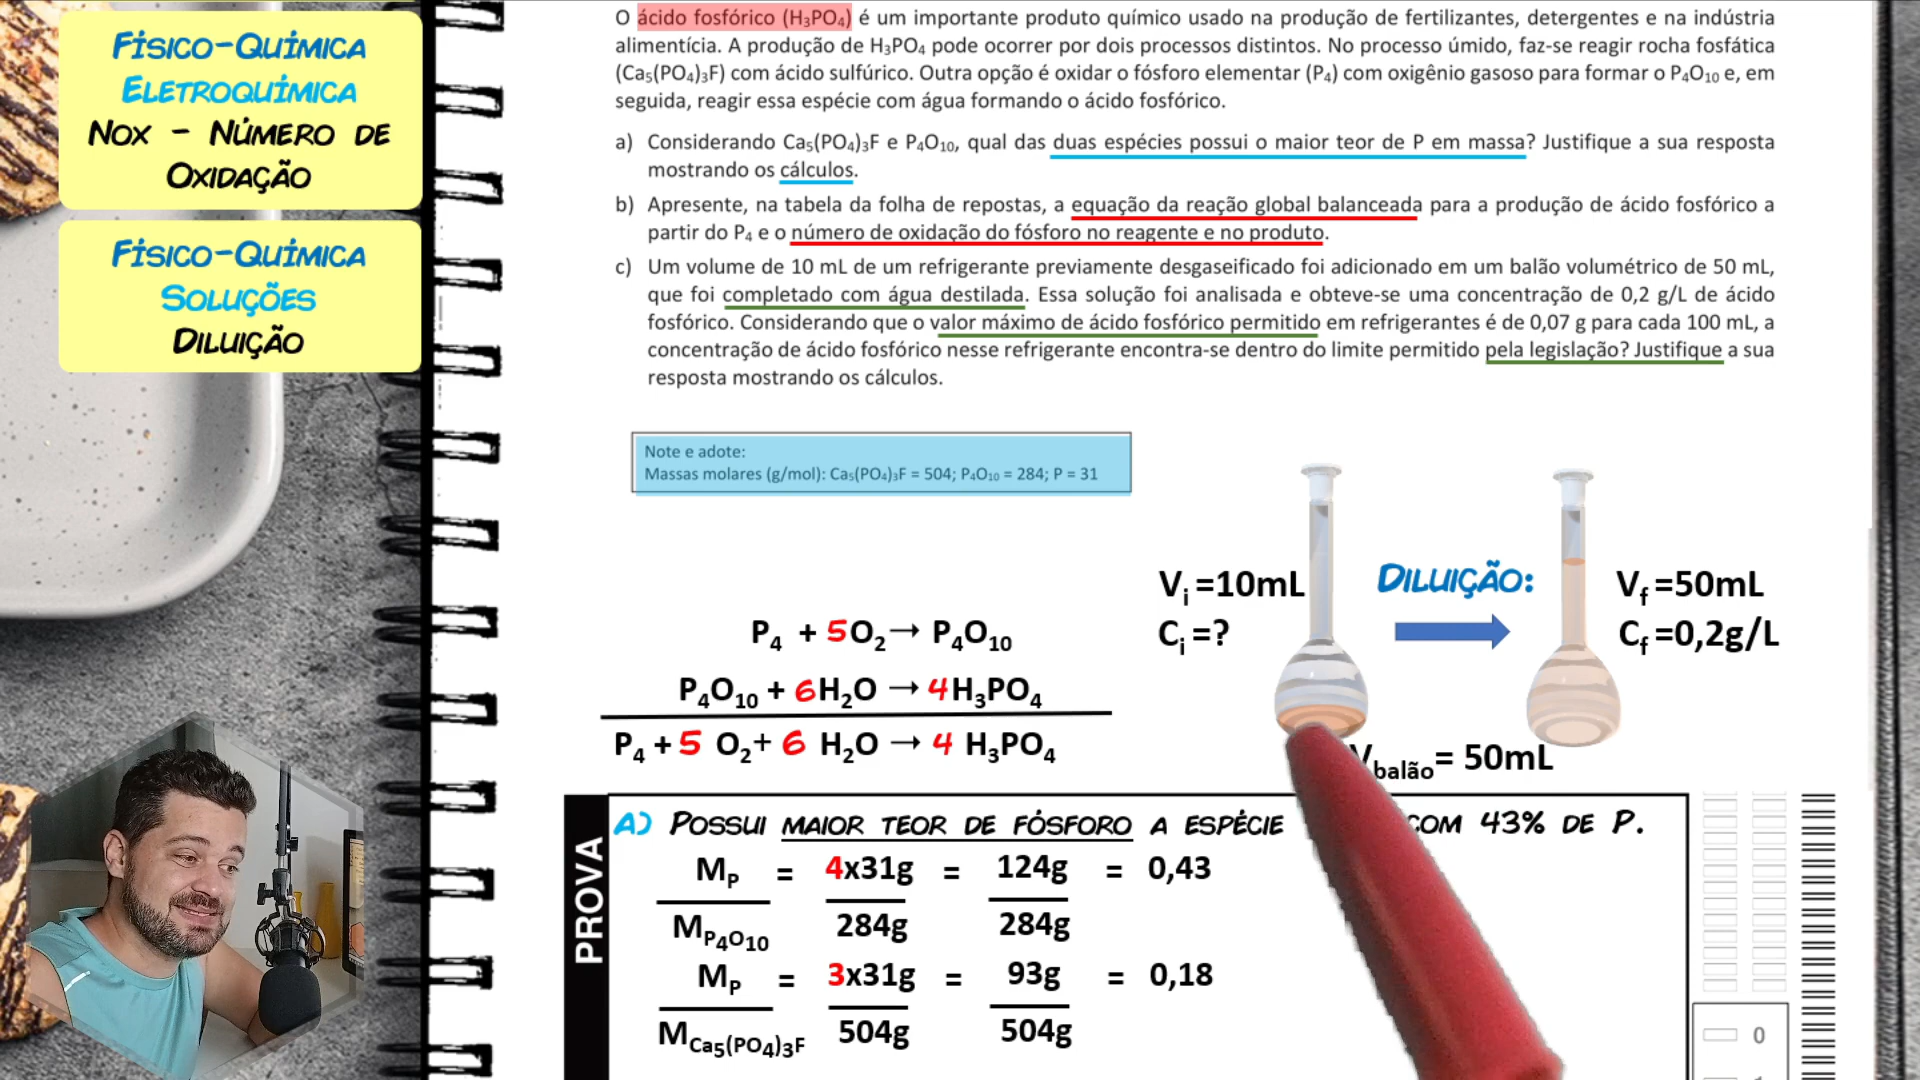 Físico-Química
Eletroquímica
Nox - Número de
Oxidação
Físico-Química
Soluções
Diluição
O ácido fosfórico (H₃PO₄) é um importante produto químico usado na produção de fertilizantes, detergentes e na indústria
alimentícia. A produção de H₃PO₄ pode ocorrer por dois processos distintos. No processo úmido, faz-se reagir rocha fosfática
(Ca₅(PO₄)₃F) com ácido sulfúrico. Outra opção é oxidar o fósforo elementar (P₄) com oxigênio gasoso para formar o P₄O₁₀ e, em
seguida, reagir essa espécie com água formando o ácido fosfórico.
a) Considerando Ca₅(PO₄)₃F e P₄O₁₀, qual das duas espécies possui o maior teor de P em massa? Justifique a sua resposta
mostrando os cálculos.
b) Apresente, na tabela da folha de repostas, a equação da reação global balanceada para a produção de ácido fosfórico a
partir do P₄ e o número de oxidação do fósforo no reagente e no produto.
c) Um volume de 10 mL de um refrigerante previamente desgaseificado foi adicionado em um balão volumétrico de 50 mL,
que foi completado com água destilada. Essa solução foi analisada e obteve-se uma concentração de 0,2 g/L de ácido
fosfórico. Considerando que o valor máximo de ácido fosfórico permitido em refrigerantes é de 0,07 g para cada 100 mL, a
concentração de ácido fosfórico nesse refrigerante encontra-se dentro do limite permitido pela legislação? Justifique a sua
resposta mostrando os cálculos.
Note e adote:
Massas molares (g/mol): Ca₅(PO₄)₃F = 504; P₄O₁₀ = 284; P = 31
P₄ + 5O₂ → P₄O₁₀
P₄O₁₀ + 6H₂O → 4H₃PO₄
P₄ + 5 O₂ + 6 H₂O → 4 H₃PO₄
Vᵢ =10mL
Cᵢ =?
Diluição:
V_f =50mL
C_f =0,2g/L
V_balão = 50mL
PROVA
A) Possui maior teor de fósforo a espécie com 43% de P.
M_P = 4x31g = 124g = 0,43
M_P₄O₁₀ 284g 284g
M_P = 3x31g = 93g = 0,18
M_Ca₅(PO₄)₃F 504g 504g
0